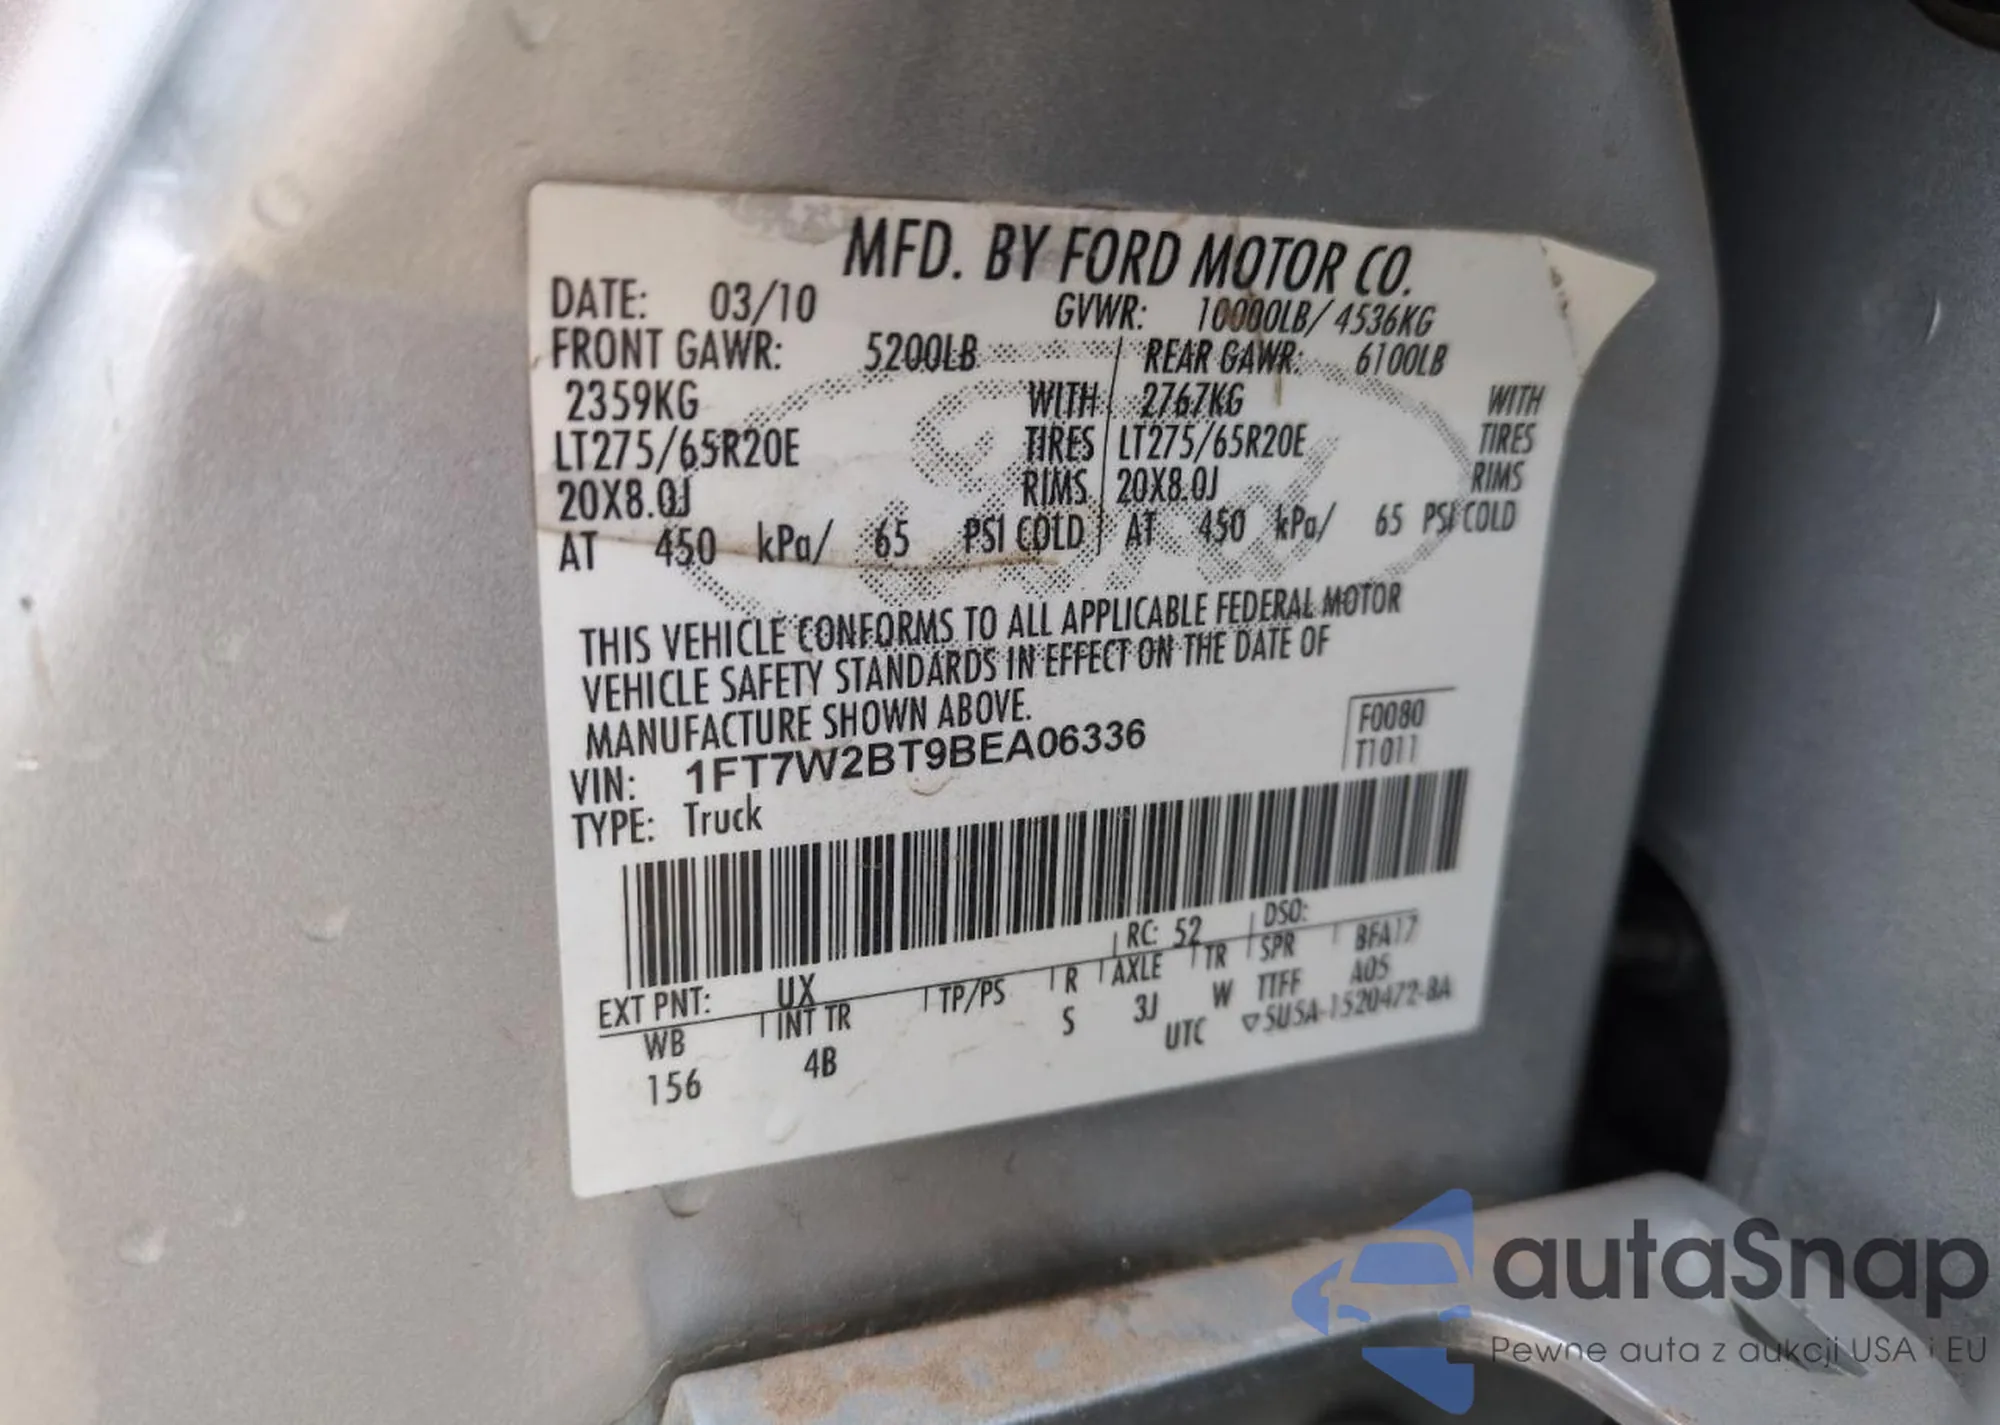 MFD. BY FORD MOTOR CO.
DATE: 03/10 GVWR: 10000LB/ 4536KG
FRONT GAWR: 5200LB REAR GAWR: 6100LB
2359KG WITH 2767KG WITH
LT275/65R20E TIRES LT275/65R20E TIRES
20X8.0J RIMS 20X8.0J RIMS
AT 450 kPa/ 65 PSI COLD AT 450 kPa/ 65 PSI COLD
THIS VEHICLE CONFORMS TO ALL APPLICABLE FEDERAL MOTOR
VEHICLE SAFETY STANDARDS IN EFFECT ON THE DATE OF
MANUFACTURE SHOWN ABOVE.
F0080
VIN: 1FT7W2BT9BEA06336
T1011
TYPE: Truck
EXT PNT: UX RC: 52 DSO:
WB INT TR TP/PS R AXLE TR SPR BFA17
156 4B S 3J W TTFF A05
UTC ▽5U5A-1520472-BA
autaSnap
Pewne auta z aukcji USA i EU